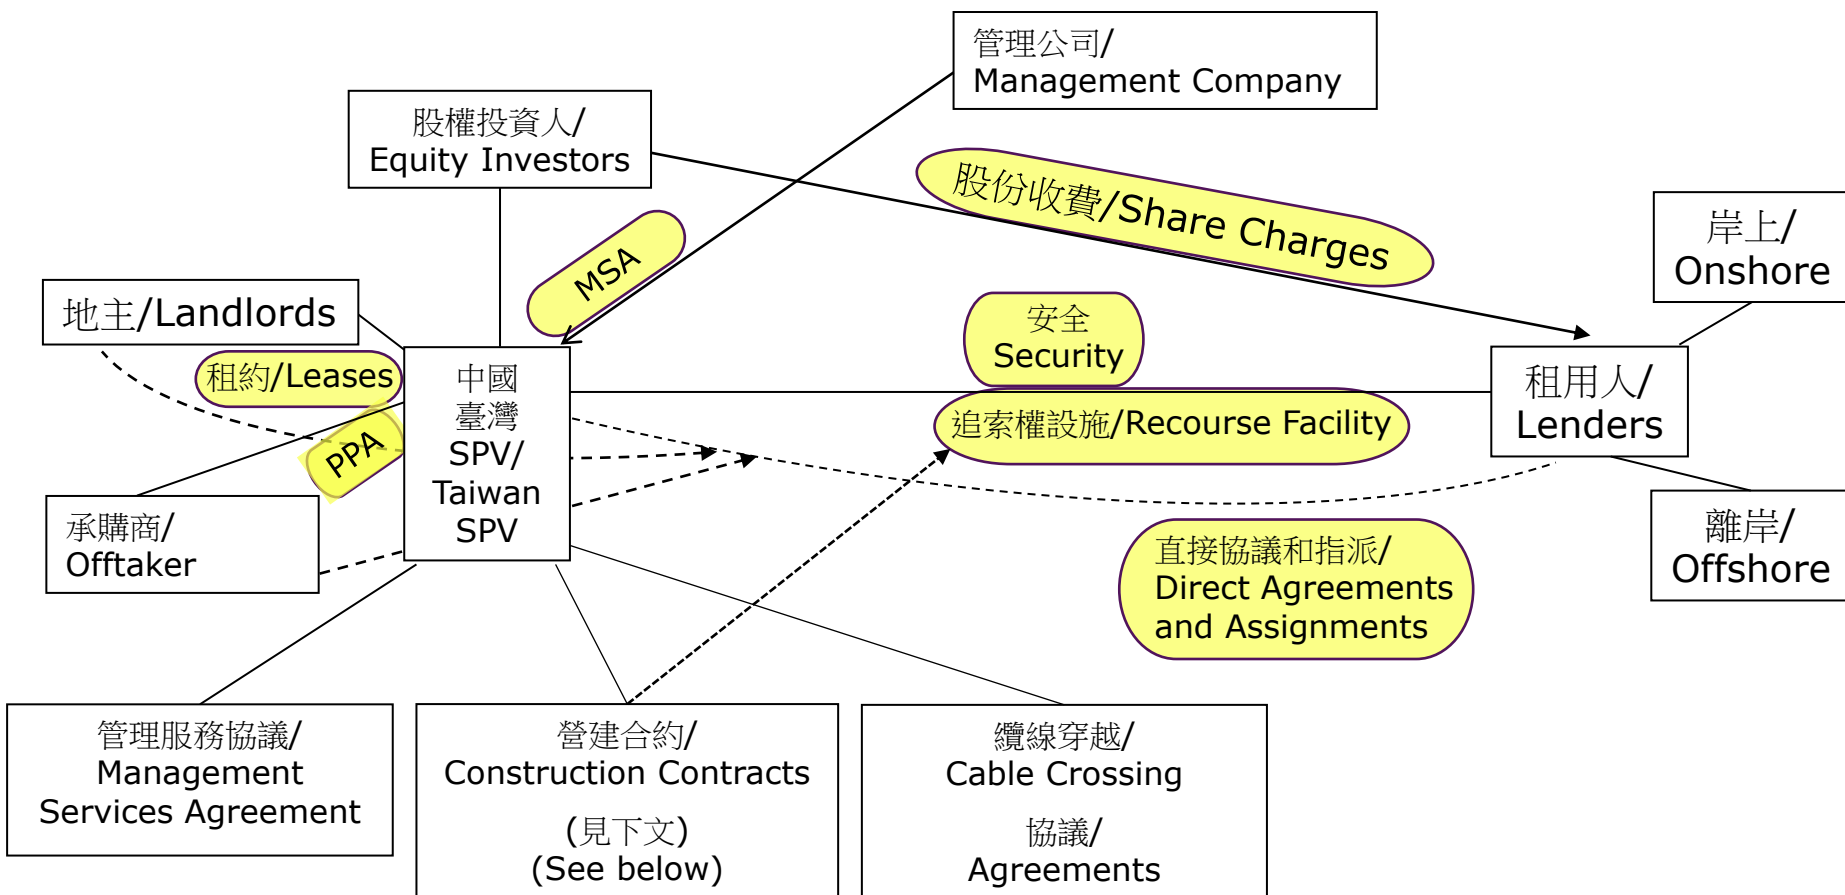 管理公司/
Management Company
股權投資人/
Equity Investors
股份收費/Share Charges
岸上/
Onshore
MSA
地主/Landlords
安全
Security
租約/Leases
中國
臺灣
SPV/
Taiwan
SPV
租用人/
Lenders
追索權設施/Recourse Facility
PPA
承購商/
Offtaker
離岸/
Offshore
直接協議和指派/
Direct Agreements
and Assignments
管理服務協議/
Management
Services Agreement
營建合約/
Construction Contracts
(見下文)
(See below)
纜線穿越/
Cable Crossing
協議/
Agreements